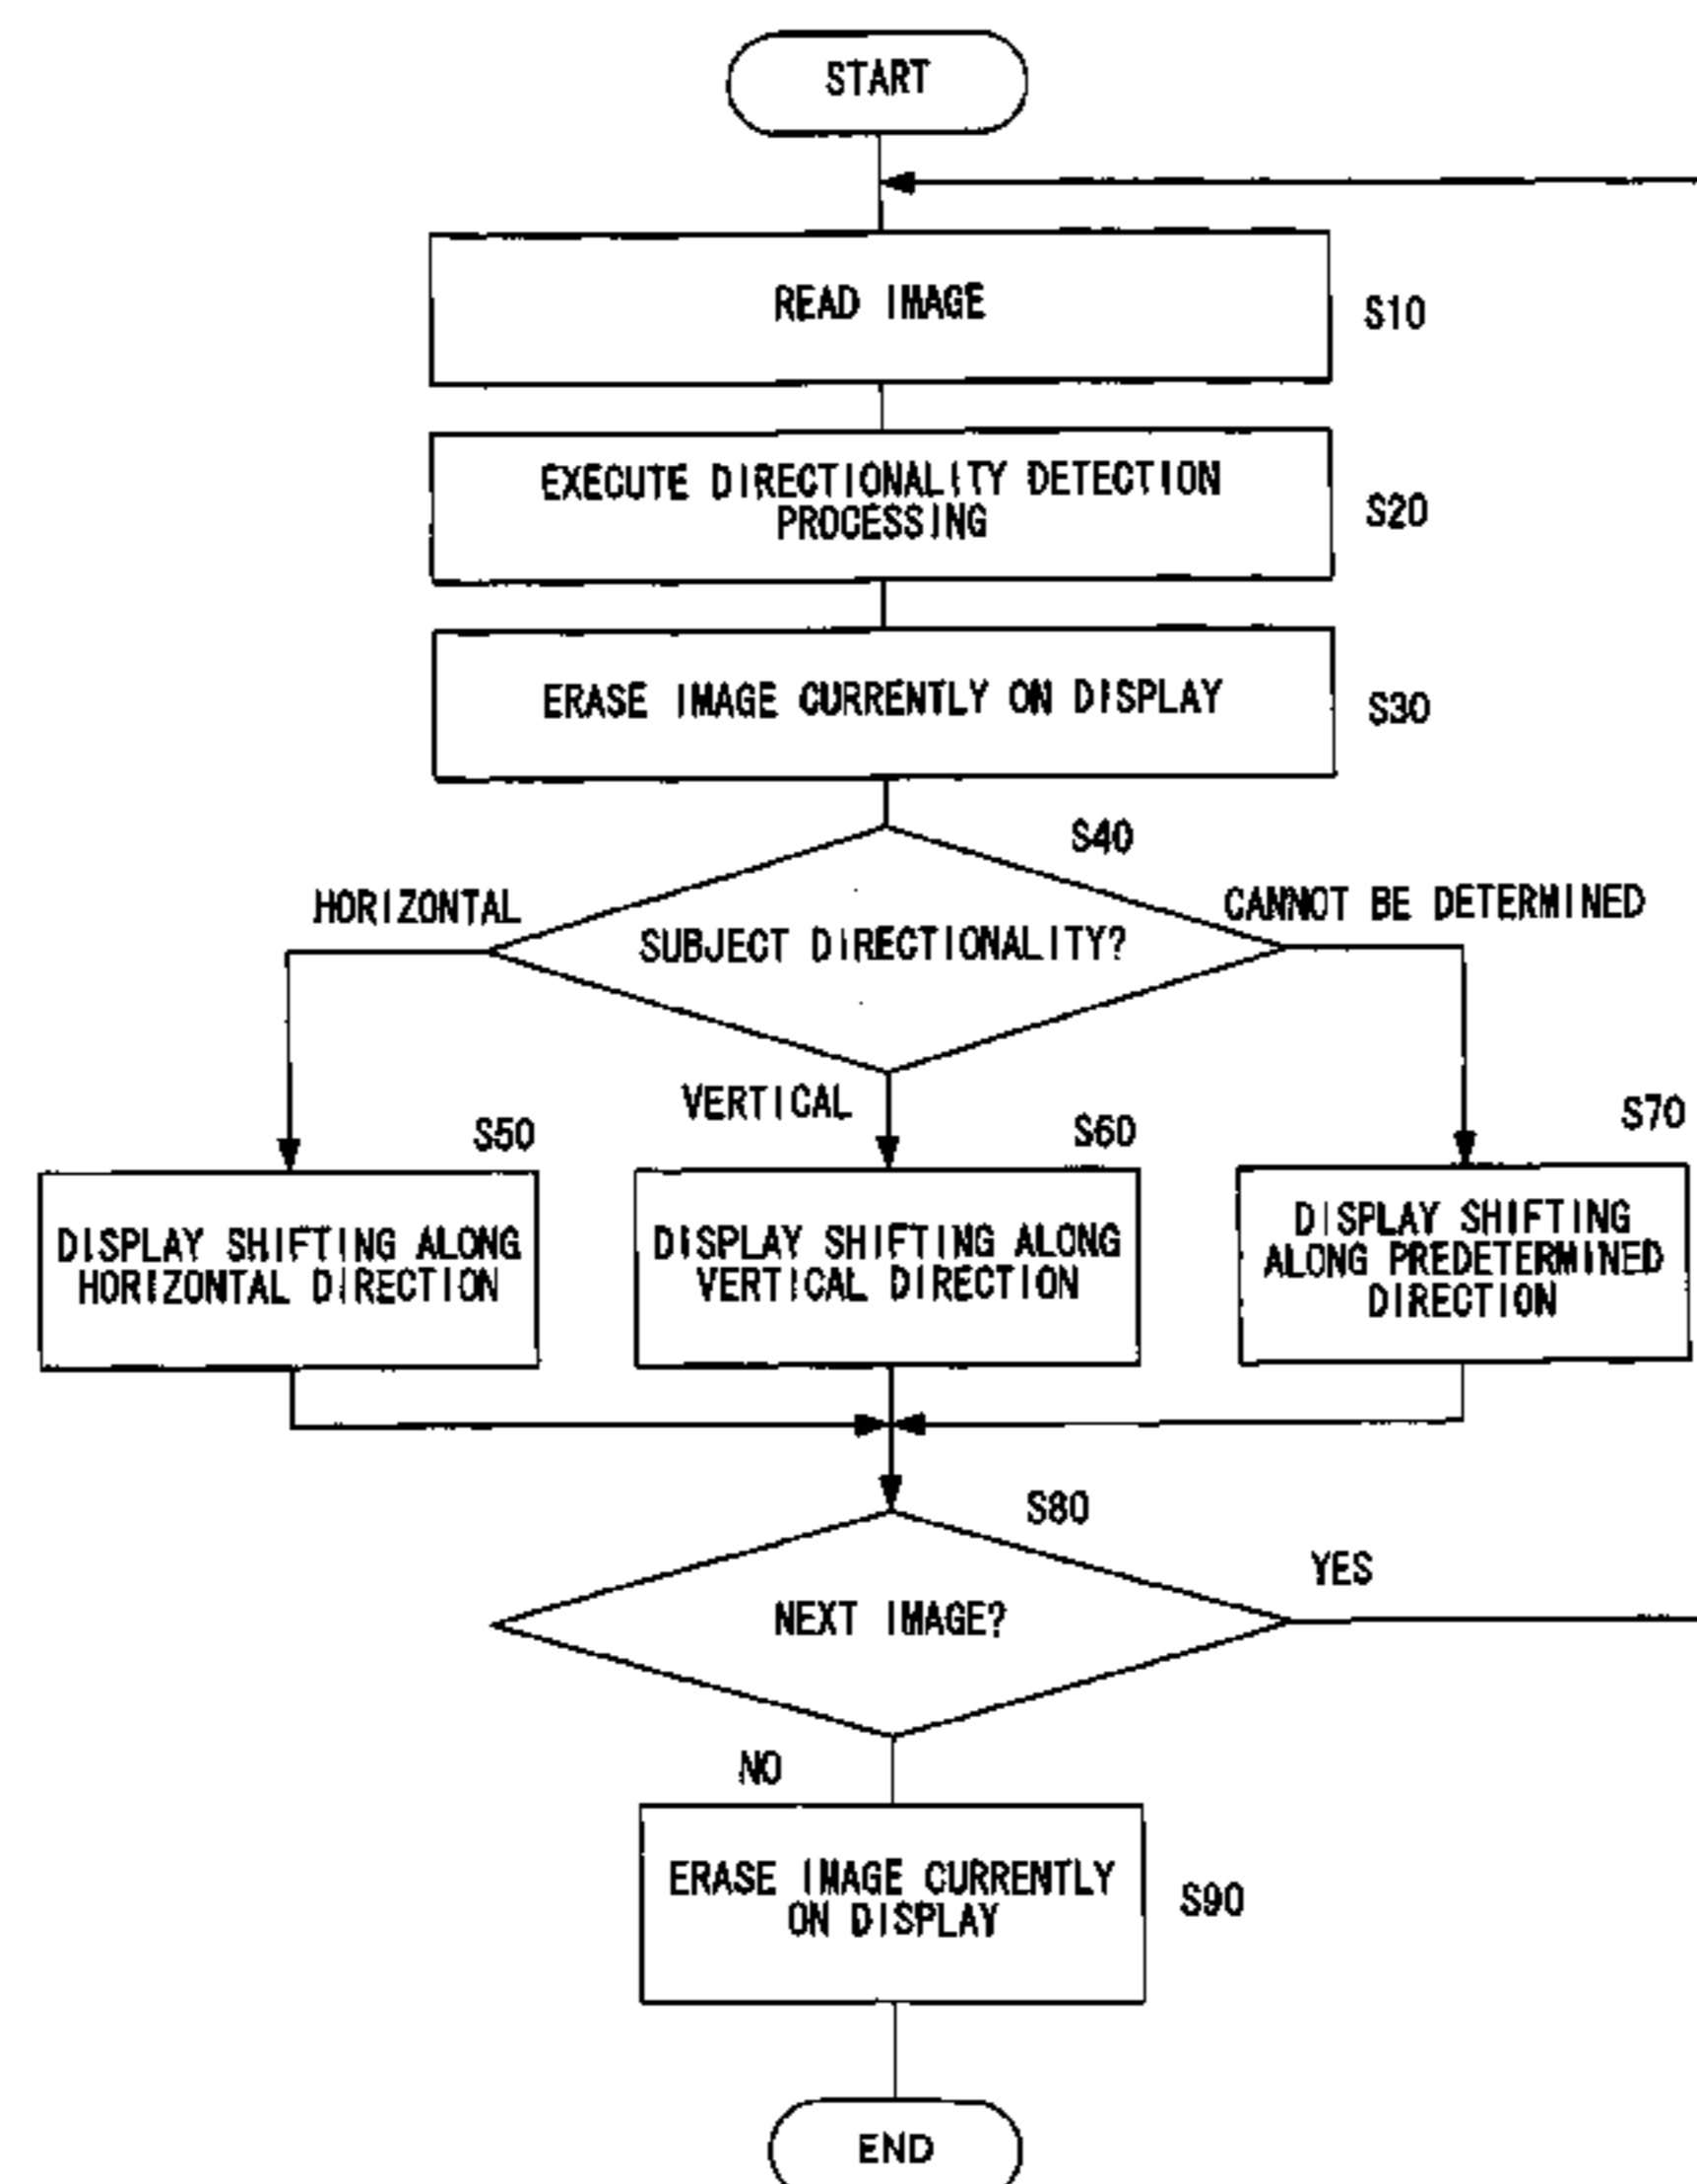 START
READ IMAGE
S10
EXECUTE DIRECTIONALITY DETECTION
PROCESSING
S20
ERASE IMAGE CURRENTLY ON DISPLAY
S30
S40
HORIZONTAL
CANNOT BE DETERMINED
SUBJECT DIRECTIONALITY?
VERTICAL
S50
S60
S70
DISPLAY SHIFTING ALONG
HORIZONTAL DIRECTION
DISPLAY SHIFTING ALONG
VERTICAL DIRECTION
DISPLAY SHIFTING
ALONG PREDETERMINED
DIRECTION
S80
YES
NEXT IMAGE?
NO
ERASE IMAGE CURRENTLY
ON DISPLAY
S90
END